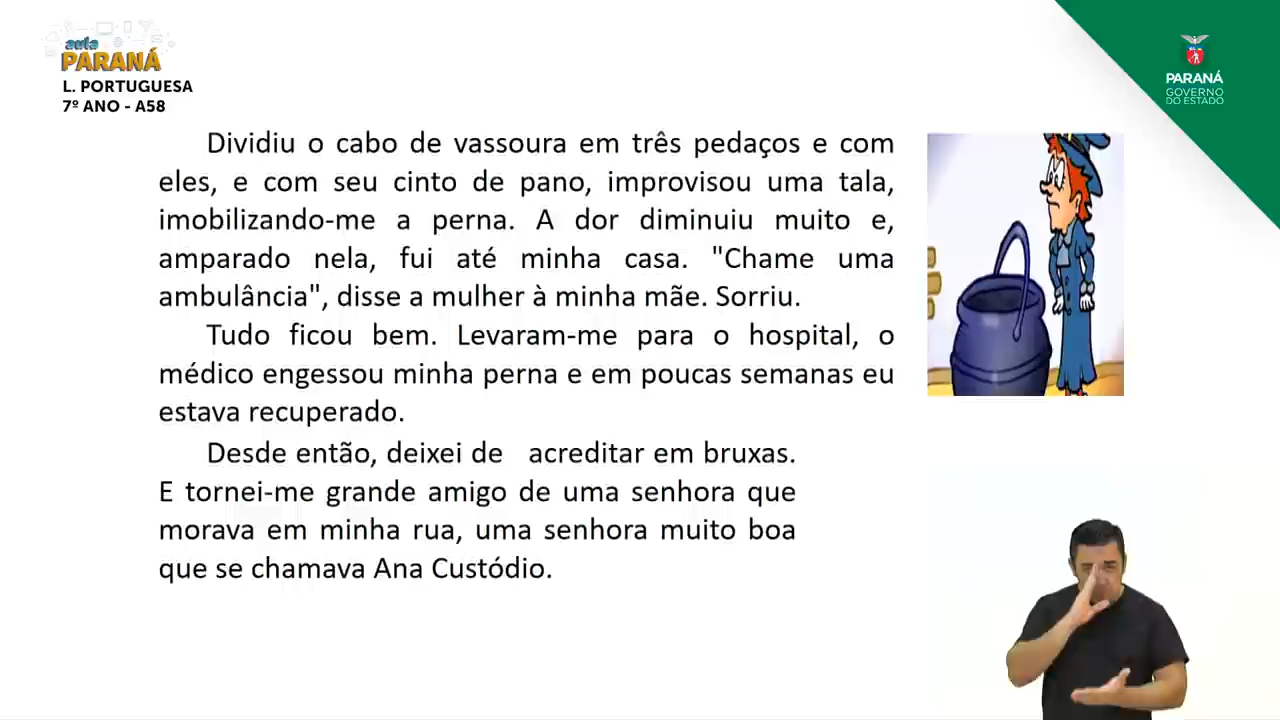 aula
PARANÁ
L. PORTUGUESA
7º ANO - A58
PARANÁ
GOVERNO
DO ESTADO
Dividiu o cabo de vassoura em três pedaços e com
eles, e com seu cinto de pano, improvisou uma tala,
imobilizando-me a perna. A dor diminuiu muito e,
amparado nela, fui até minha casa. "Chame uma
ambulância", disse a mulher à minha mãe. Sorriu.
Tudo ficou bem. Levaram-me para o hospital, o
médico engessou minha perna e em poucas semanas eu
estava recuperado.
Desde então, deixei de acreditar em bruxas.
E tornei-me grande amigo de uma senhora que
morava em minha rua, uma senhora muito boa
que se chamava Ana Custódio.